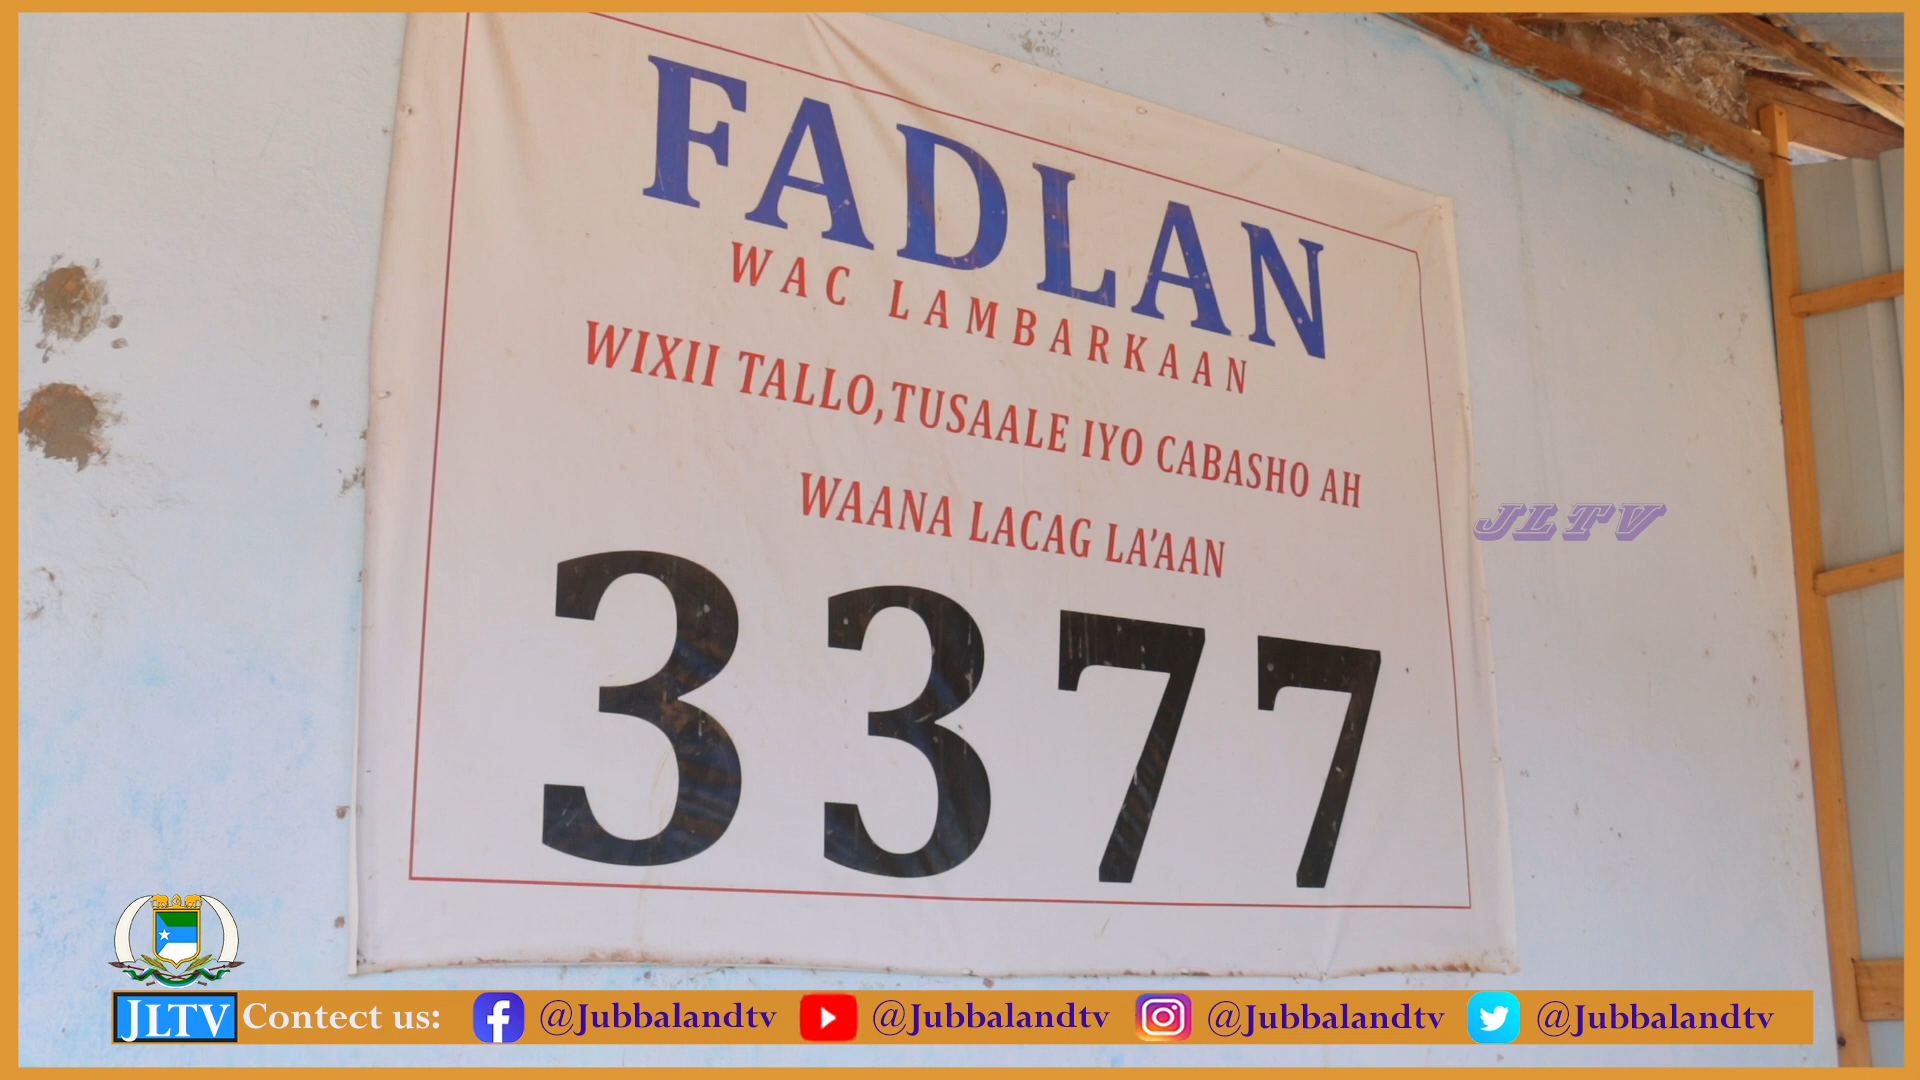 FADLAN
WAC LAMBARKAAN
WIXII TALLO,TUSAALE IYO CABASHO AH
WAANA LACAG LA'AAN
3377
JLTV
JLTV Contect us: @Jubbalandtv @Jubbalandtv @Jubbalandtv @Jubbalandtv